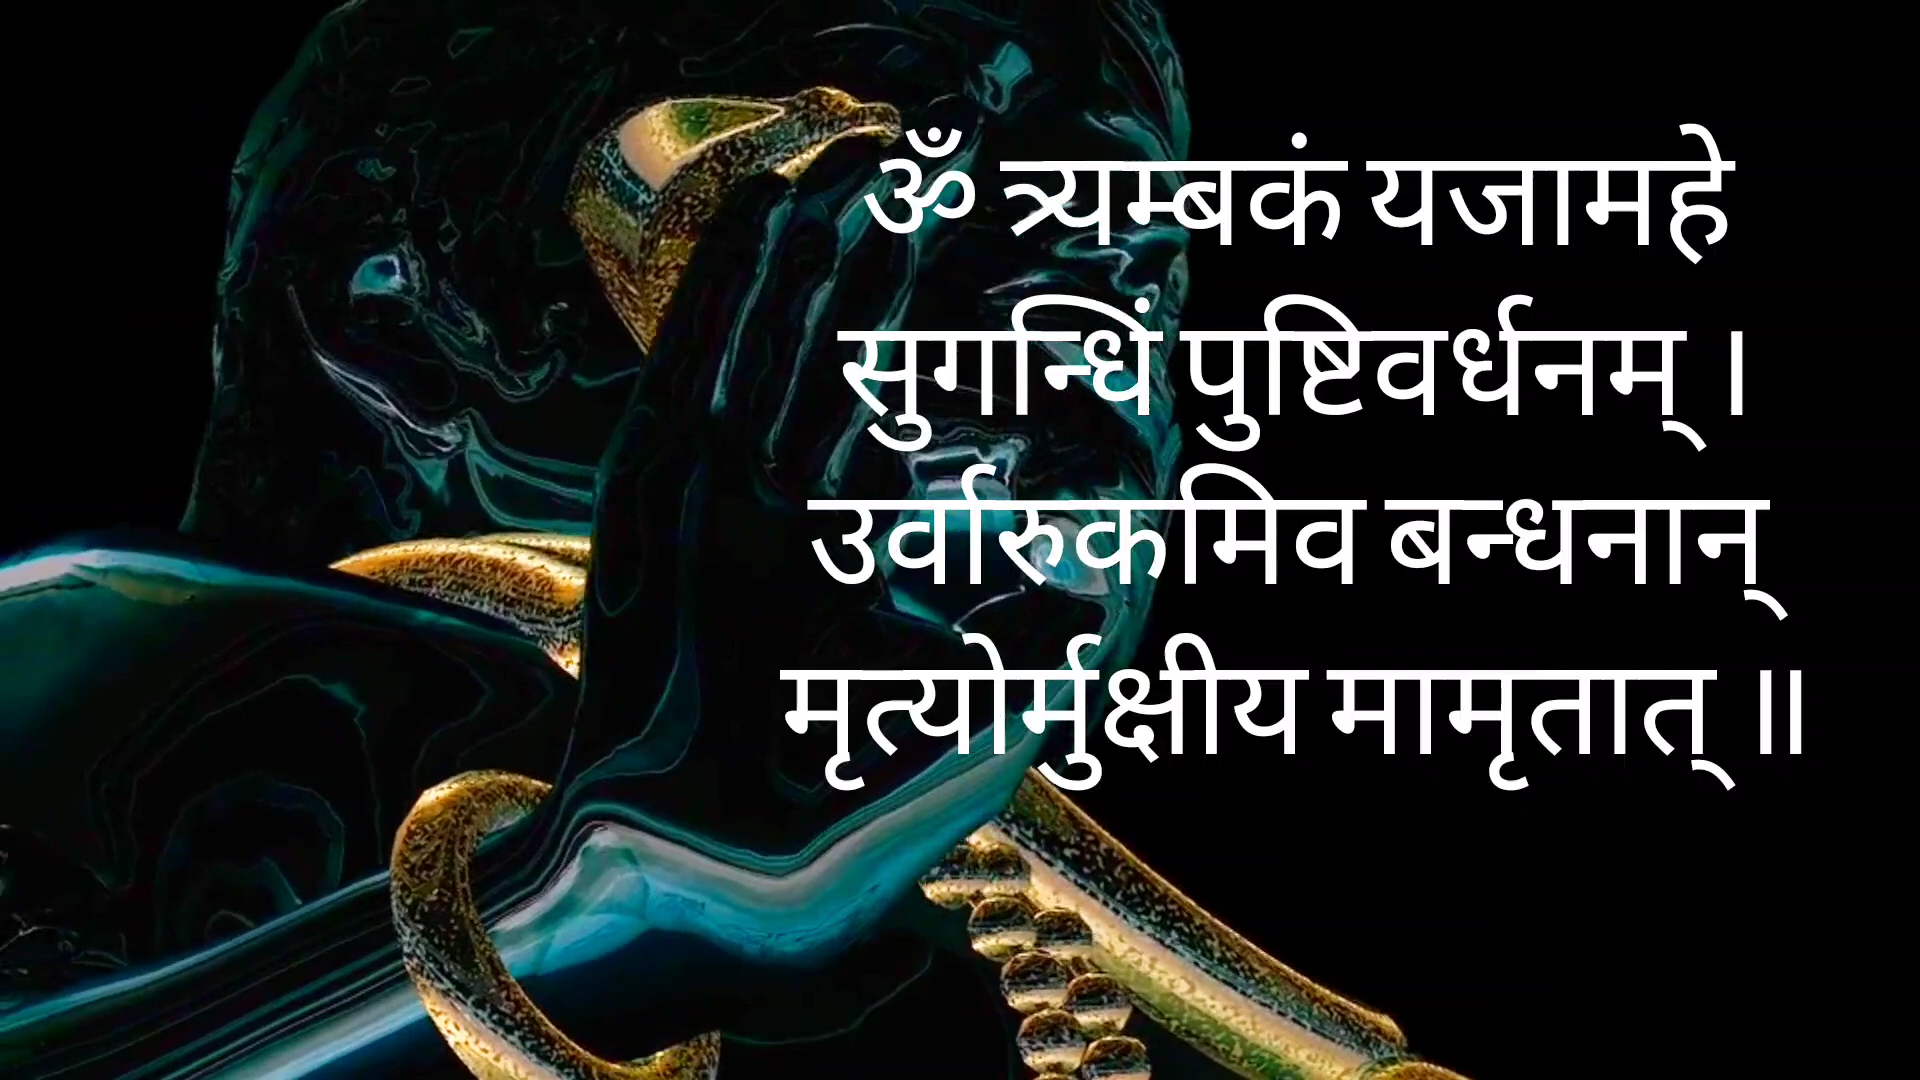 ॐ त्र्यम्बकं यजामहे
सुगन्धिं पुष्टिवर्धनम् ।
उर्वारुकमिव बन्धनान्
मृत्योर्मुक्षीय मामृतात् ॥